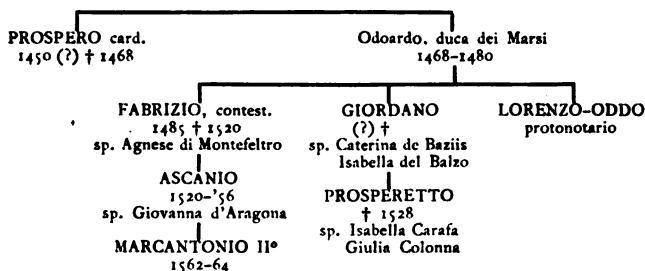 PROSPERO card.
1450 (?) † 1468
Odoardo, duca dei Marsi
1468-1480
FABRIZIO, contest.
1485 † 1520
sp. Agnese di Montefeltro
GIORDANO
(?) †
sp. Caterina de Baziis
Isabella del Balzo
LORENZO-ODDO
protonotario
ASCANIO
1520-'56
sp. Giovanna d'Aragona
PROSPERETTO
† 1528
sp. Isabella Carafa
Giulia Colonna
MARCANTONIO IIº
1562-64